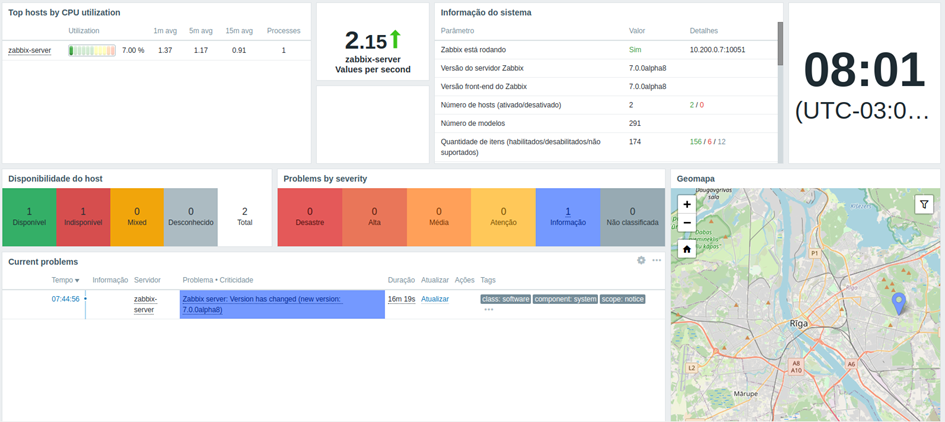 Top hosts by CPU utilization
Utilization 1m avg 5m avg 15m avg Processes
zabbix-server 7.00 % 1.37 1.17 0.91 1
2.15
zabbix-server
Values per second
Informação do sistema
Parâmetro Valor Detalhes
Zabbix está rodando Sim 10.200.0.7:10051
Versão do servidor Zabbix 7.0.0alpha8
Versão front-end do Zabbix 7.0.0alpha8
Número de hosts (ativado/desativado) 2 2 / 0
Número de modelos 291
Quantidade de itens (habilitados/desabilitados/não 174 156 / 6 / 12
suportados)
08:01
(UTC-03:0…
Disponibilidade do host
1 1 0 0 2
Disponível Indisponível Mixed Desconhecido Total
Problems by severity
0 0 0 0 1 0
Desastre Alta Média Atenção Informação Não classificada
Current problems
Tempo Informação Servidor Problema • Criticidade Duração Atualizar Ações Tags
07:44:56 zabbix- Zabbix server: Version has changed (new version: 16m 19s Atualizar class: software component: system scope: notice
server 7.0.0alpha8) •••
Geomapa
+
−
P1
Rīga
L2
A8
A10
A6
Mārupe